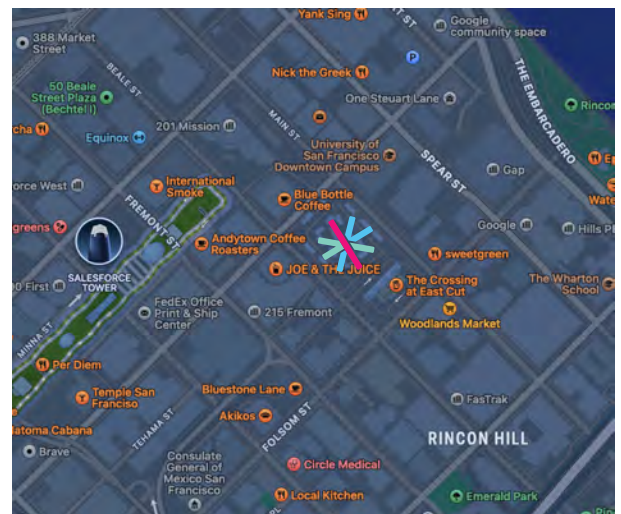 Yank Sing
388 Market
Street
Google
community space
ST
Nick the Greek
P
BEALE ST
50 Beale
Street Plaza
(Bechtel I)
One Steuart Lane
THE EMBARCADERO
Rincon
cha
Equinox
201 Mission
MAIN ST
University of
San Francisco
Downtown Campus
SPEAR ST
Gap
orce West
International
Smoke
Blue Bottle
Coffee
Wate
greens
FREMONT ST
Andytown Coffee
Roasters
Google
Hills Pl
sweetgreen
JOE & THE JUICE
SALESFORCE
TOWER
0 First
The Crossing
at East Cut
The Wharton
School
FedEx Office
Print & Ship
Center
215 Fremont
Woodlands Market
MINNA ST
Per Diem
Temple San
Franciso
Bluestone Lane
FasTrak
Akikos
FOLSOM ST
TEHAMA ST
atoma Cabana
RINCON HILL
Brave
Consulate
General of
Mexico San
Francisco
Circle Medical
Local Kitchen
Emerald Park